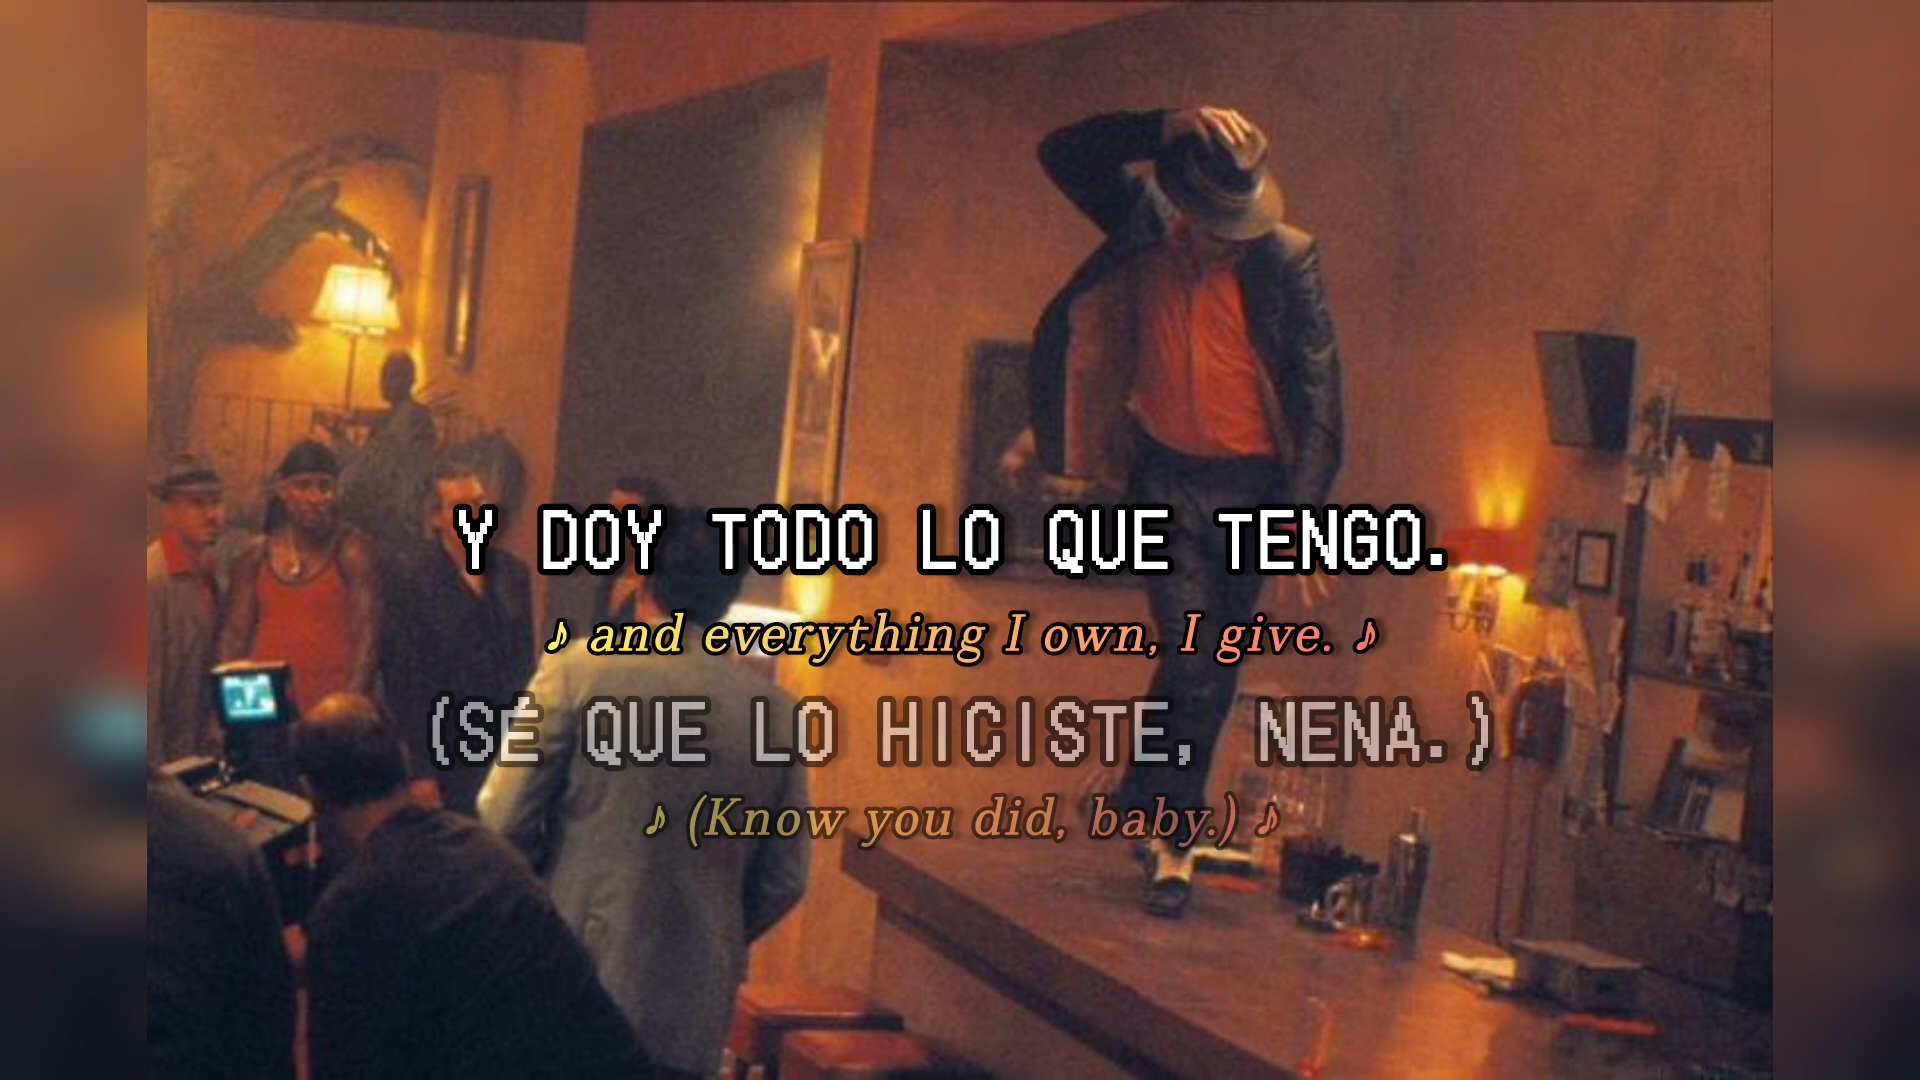 Y DOY TODO LO QUE TENGO.
♪ and everything I own, I give. ♪
(SÉ QUE LO HICISTE, NENA.)
♪ (Know you did, baby.) ♪